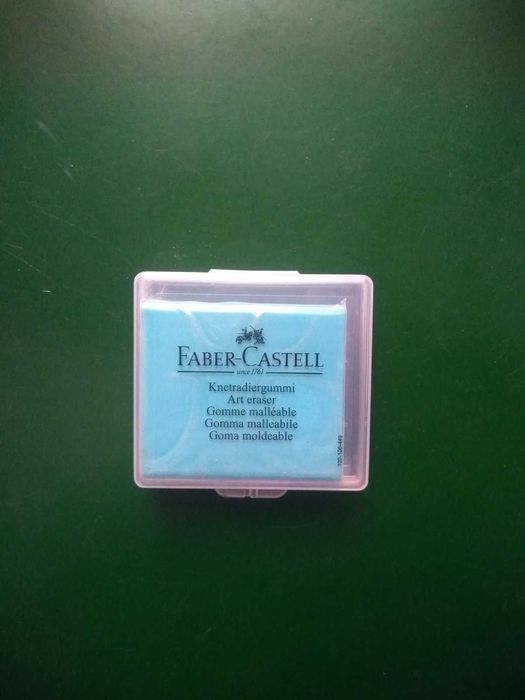 FABER-CASTELL
since 1761
Knetradiergummi
Art eraser
Gomme malléable
Gomma malleabile
Goma moldeable